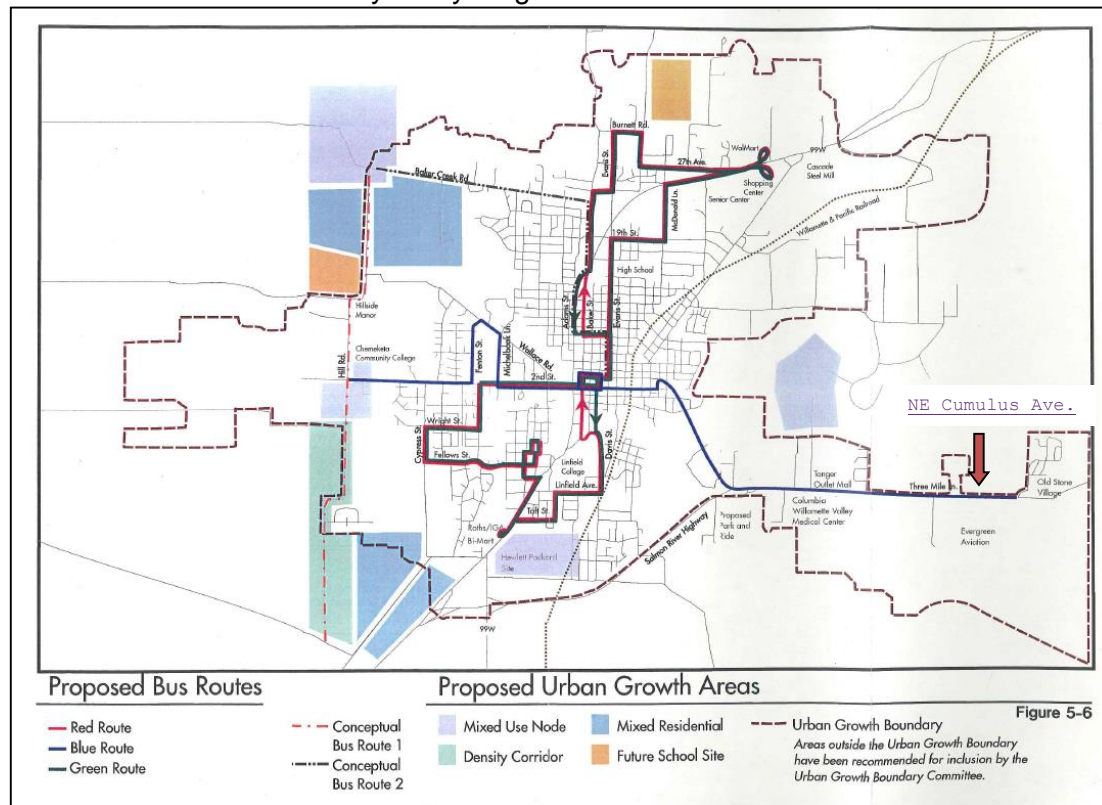 Burnett Rd.
WalMart
99W
27th Ave.
Cascade
Steel Mill
Shopping
Center
Evans St.
Baker Creek Rd.
McDonald Ln.
Senior Center
Willamette & Pacific Railroad
19th St.
High School
Hillside
Manor
Adams St.
Baker St.
Evans St.
Chemeketa
Community College
Hill Rd.
Fenton St.
Michelbook Ln.
Wallace Rd.
2nd St.
NE Cumulus Ave.
Wright St.
Cypress St.
Fellows St.
Davis St.
Linfield
College
Linfield Ave.
Tanger
Outlet Mall
Three Mile Ln.
Old Stone
Village
Columbia
Willamette Valley
Medical Center
Taft St.
Proposed
Park and
Ride
Evergreen
Aviation
Roths/IGA
Bi-Mart
Hewlett Packard
Site
Salmon River Highway
99W
Proposed Bus Routes
Red Route
Blue Route
Green Route
Conceptual
Bus Route 1
Conceptual
Bus Route 2
Proposed Urban Growth Areas
Figure 5-6
Mixed Use Node
Density Corridor
Mixed Residential
Future School Site
Urban Growth Boundary
Areas outside the Urban Growth Boundary
have been recommended for inclusion by the
Urban Growth Boundary Committee.